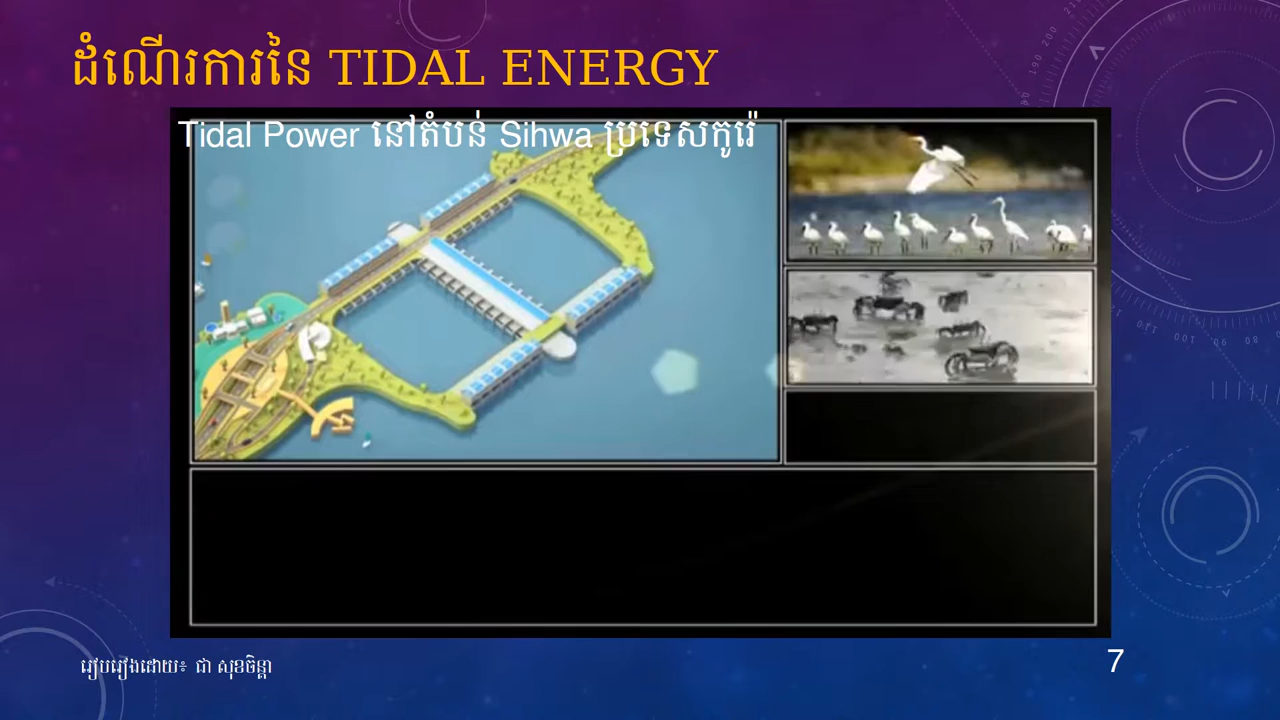 ដំណើរការនៃ TIDAL ENERGY
Tidal Power នៅតំបន់ Sihwa ប្រទេសកូរ៉េ
រៀបរៀងដោយ៖ ជា សុខចិន្តា
7